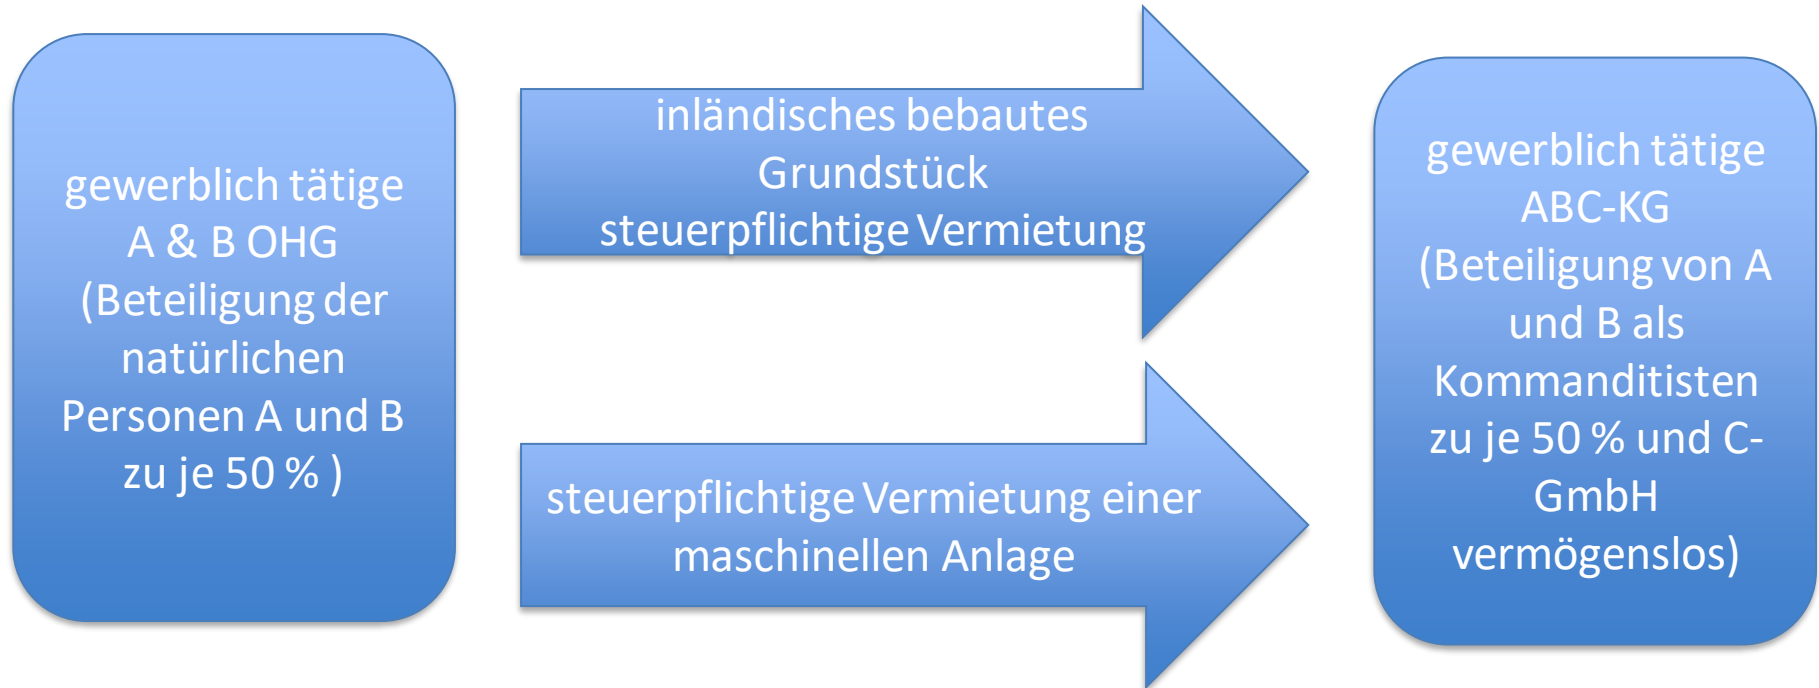 gewerblich tätige
A & B OHG
(Beteiligung der
natürlichen
Personen A und B
zu je 50 % )
inländisches bebautes
Grundstück
steuerpflichtige Vermietung
steuerpflichtige Vermietung einer
maschinellen Anlage
gewerblich tätige
ABC-KG
(Beteiligung von A
und B als
Kommanditisten
zu je 50 % und C-
GmbH
vermögenslos)